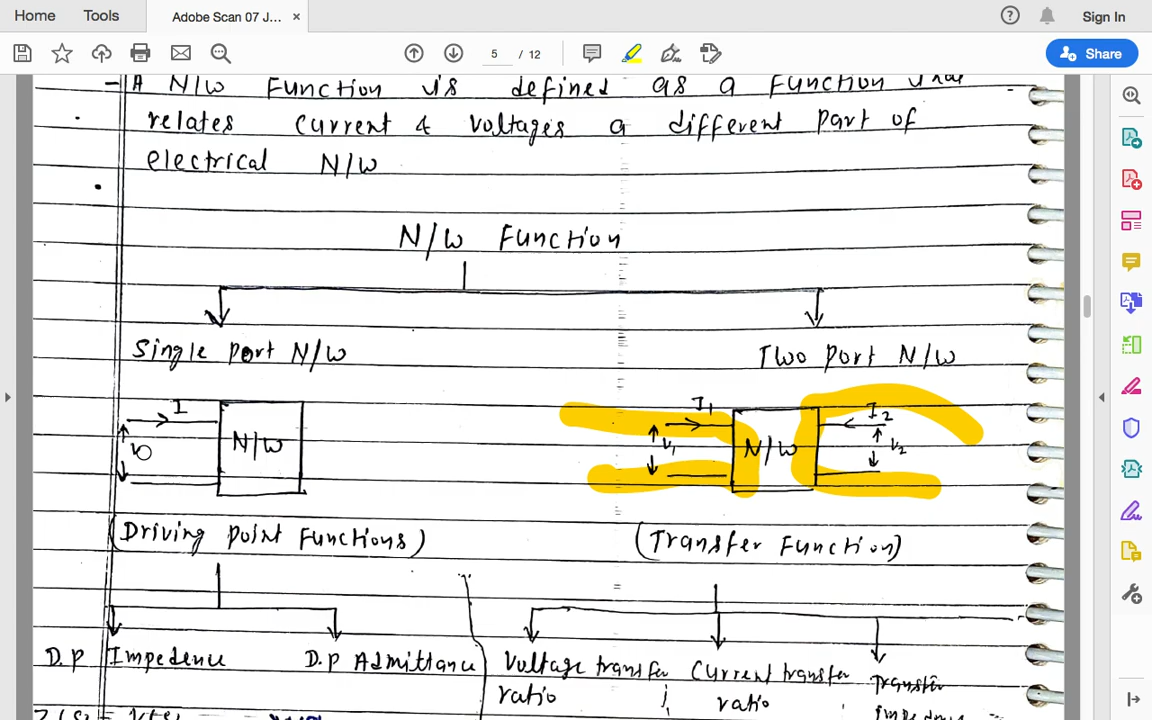 Home Tools Adobe Scan 07 J... × Sign In
5 / 12 Share
- A N/W Function is defined as a Function that
relates current & voltages a different part of
electrical N/W
N/W Function
Single port N/W Two port N/W
I I1 I2
V N/W V1 N/W V2
(Driving point Functions) (Transfer Function)
D.P Impedence D.P Admittance Voltage transfer Current transfer Transfer
ratio ratio impedence